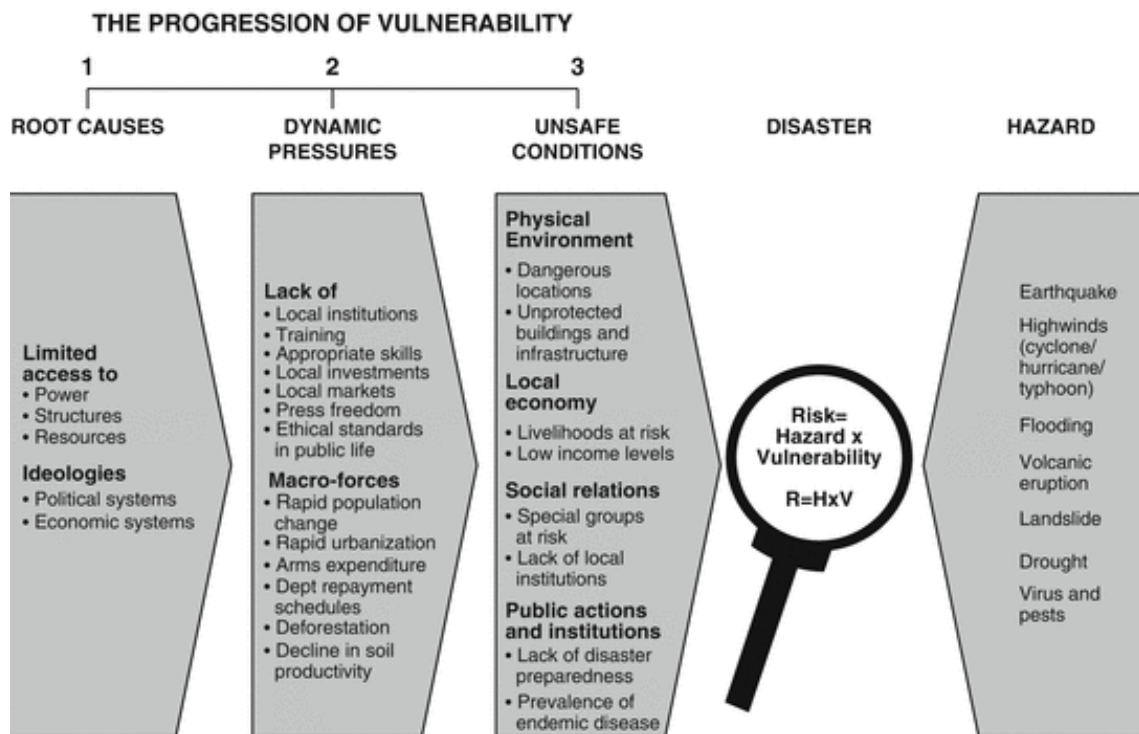 THE PROGRESSION OF VULNERABILITY
1
2
3
ROOT CAUSES
DYNAMIC
PRESSURES
UNSAFE
CONDITIONS
DISASTER
HAZARD
Limited
access to
• Power
• Structures
• Resources
Ideologies
• Political systems
• Economic systems
Lack of
• Local institutions
• Training
• Appropriate skills
• Local investments
• Local markets
• Press freedom
• Ethical standards
in public life
Macro-forces
• Rapid population
change
• Rapid urbanization
• Arms expenditure
• Dept repayment
schedules
• Deforestation
• Decline in soil
productivity
Physical
Environment
• Dangerous
locations
• Unprotected
buildings and
infrastructure
Local
economy
• Livelihoods at risk
• Low income levels
Social relations
• Special groups
at risk
• Lack of local
institutions
Public actions
and institutions
• Lack of disaster
preparedness
• Prevalence of
endemic disease
Risk=
Hazard x
Vulnerability
R=HxV
Earthquake
Highwinds
(cyclone/
hurricane/
typhoon)
Flooding
Volcanic
eruption
Landslide
Drought
Virus and
pests